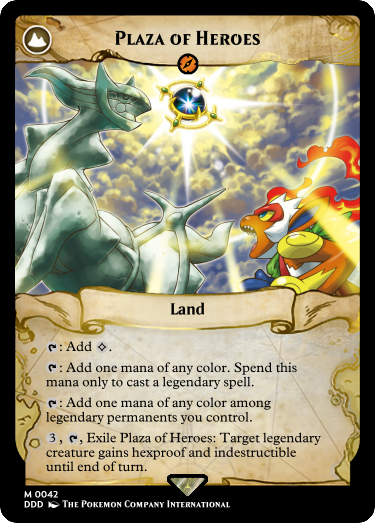 Plaza of Heroes
Land
: Add .
: Add one mana of any color. Spend this
mana only to cast a legendary spell.
: Add one mana of any color among
legendary permanents you control.
3 , , Exile Plaza of Heroes: Target legendary
creature gains hexproof and indestructible
until end of turn.
M 0042
DDD The Pokemon Company International